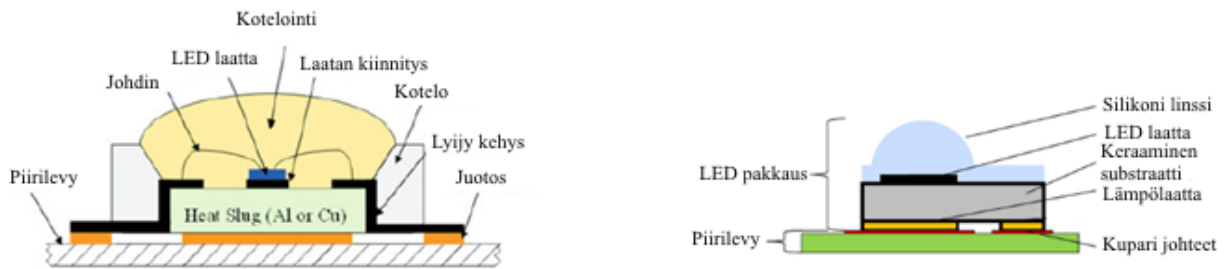 Kotelointi
LED laatta
Laatan kiinnitys
Johdin
Kotelo
Lyijy kehys
Piirilevy
Juotos
Heat Slug (Al or Cu)
Silikoni linssi
LED laatta
Keraaminen
substraatti
LED pakkaus
Lämpölaatta
Piirilevy
Kupari johteet